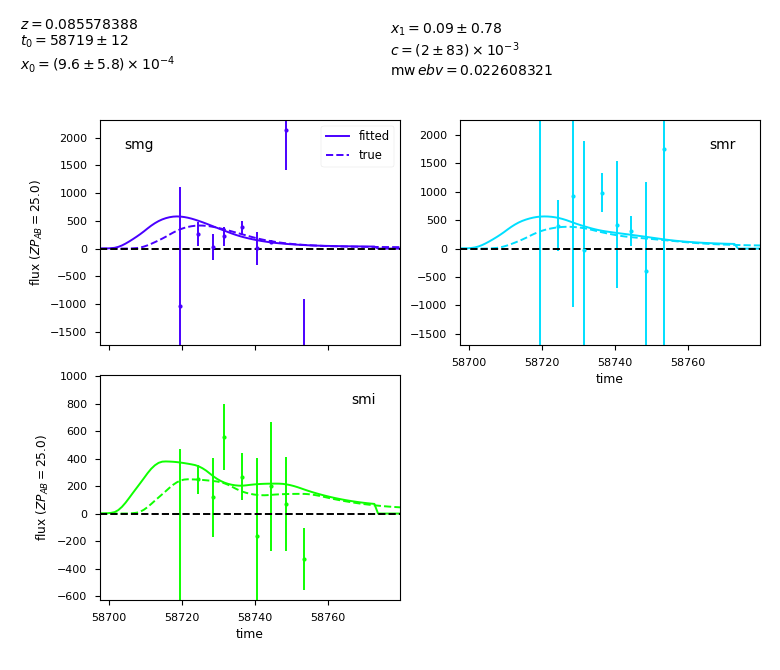 z = 0.085578388
t₀ = 58719 ± 12
x₀ = (9.6 ± 5.8) × 10⁻⁴
x₁ = 0.09 ± 0.78
c = (2 ± 83) × 10⁻³
mw ebv = 0.022608321
smg
fitted
true
2000
1500
1000
500
0
−500
−1000
−1500
flux (ZP_AB = 25.0)
smr
2000
1500
1000
500
0
−500
−1000
−1500
58700 58720 58740 58760
time
smi
1000
800
600
400
200
0
−200
−400
−600
flux (ZP_AB = 25.0)
58700 58720 58740 58760
time